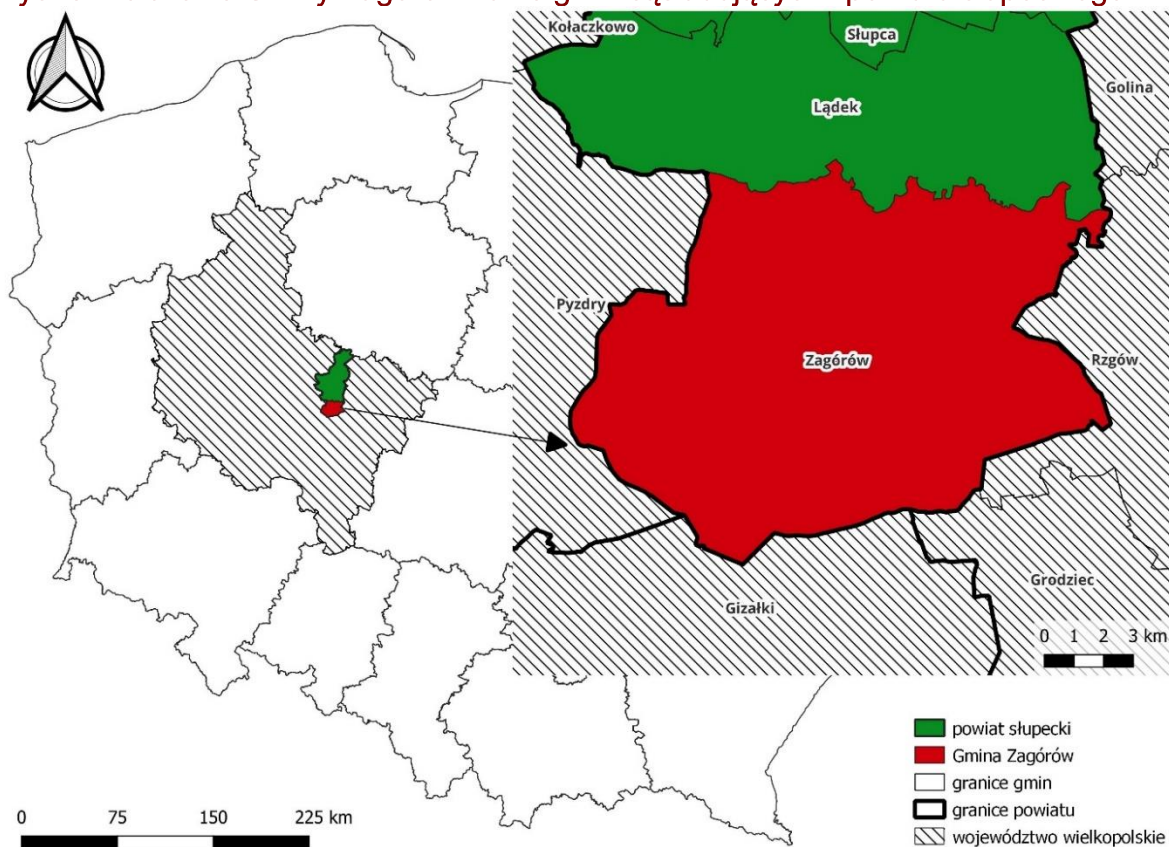 Kołaczkowo
Słupca
Golina
Lądek
Pyzdry
Zagórów
Rzgów
Grodziec
Gizałki
0 1 2 3 km
powiat słupecki
Gmina Zagórów
granice gmin
granice powiatu
województwo wielkopolskie
0 75 150 225 km